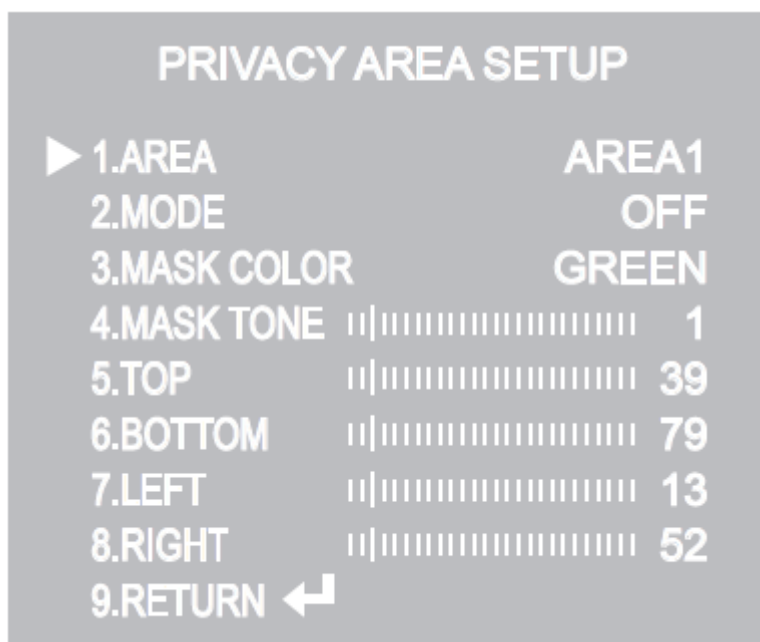 PRIVACY AREA SETUP
1.AREA AREA1
2.MODE OFF
3.MASK COLOR GREEN
4.MASK TONE 1
5.TOP 39
6.BOTTOM 79
7.LEFT 13
8.RIGHT 52
9.RETURN